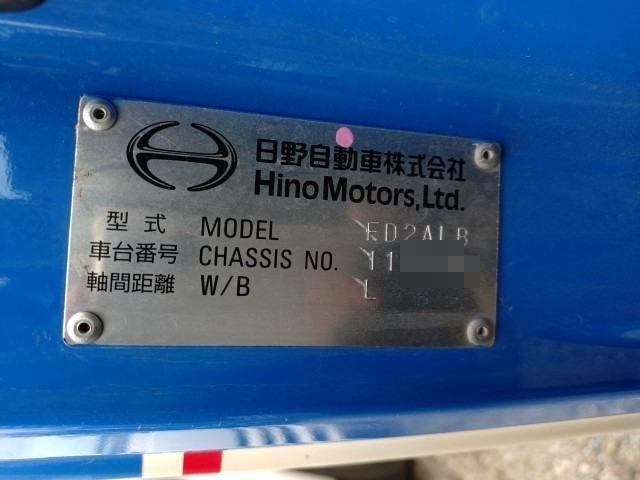 日野自動車株式会社
Hino Motors, Ltd.
型式 MODEL
車台番号 CHASSIS NO. 11
軸間距離 W/B L